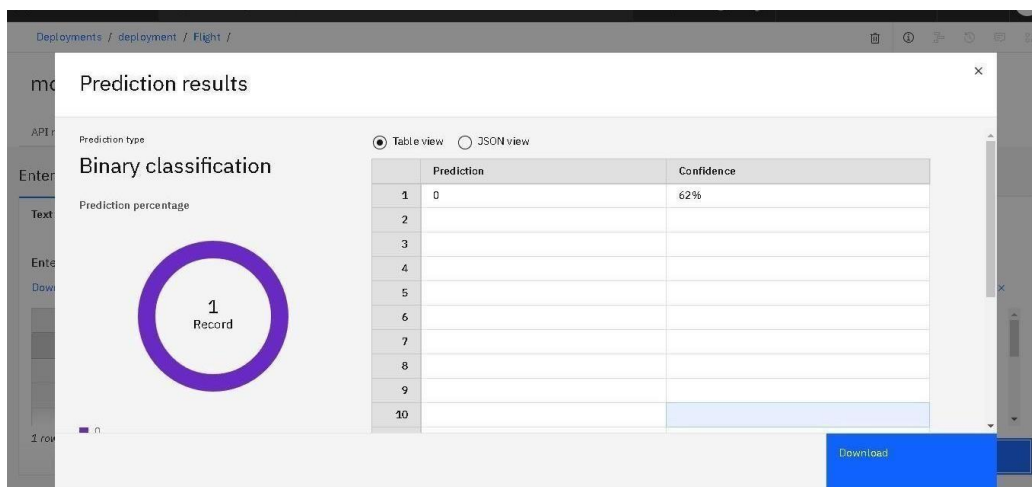 Deployments / deployment / Flight /
mo
Prediction results
×
API r
Prediction type
Table view JSON view
Binary classification
Prediction Confidence
Enter
Prediction percentage
1 0 62%
Text
2
3
Ente
4
Dow
5
1
Record
6
7
8
9
10
0
1 row
Download